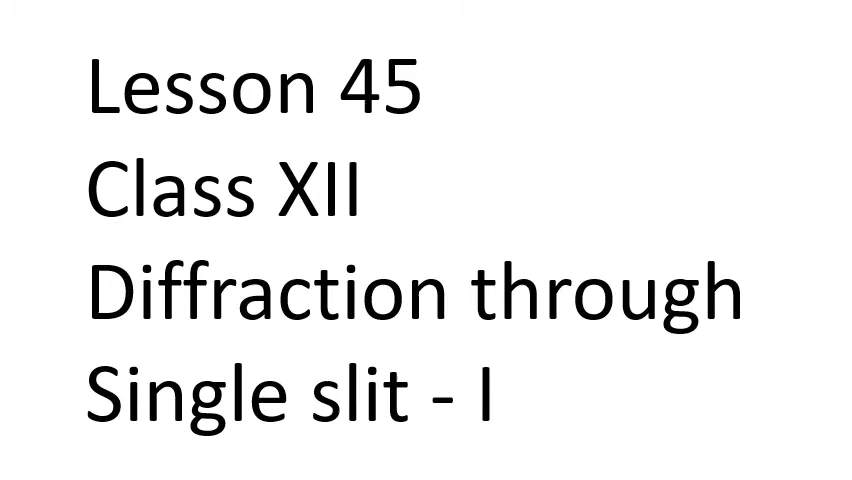 Lesson 45
Class XII
Diffraction through
Single slit - I